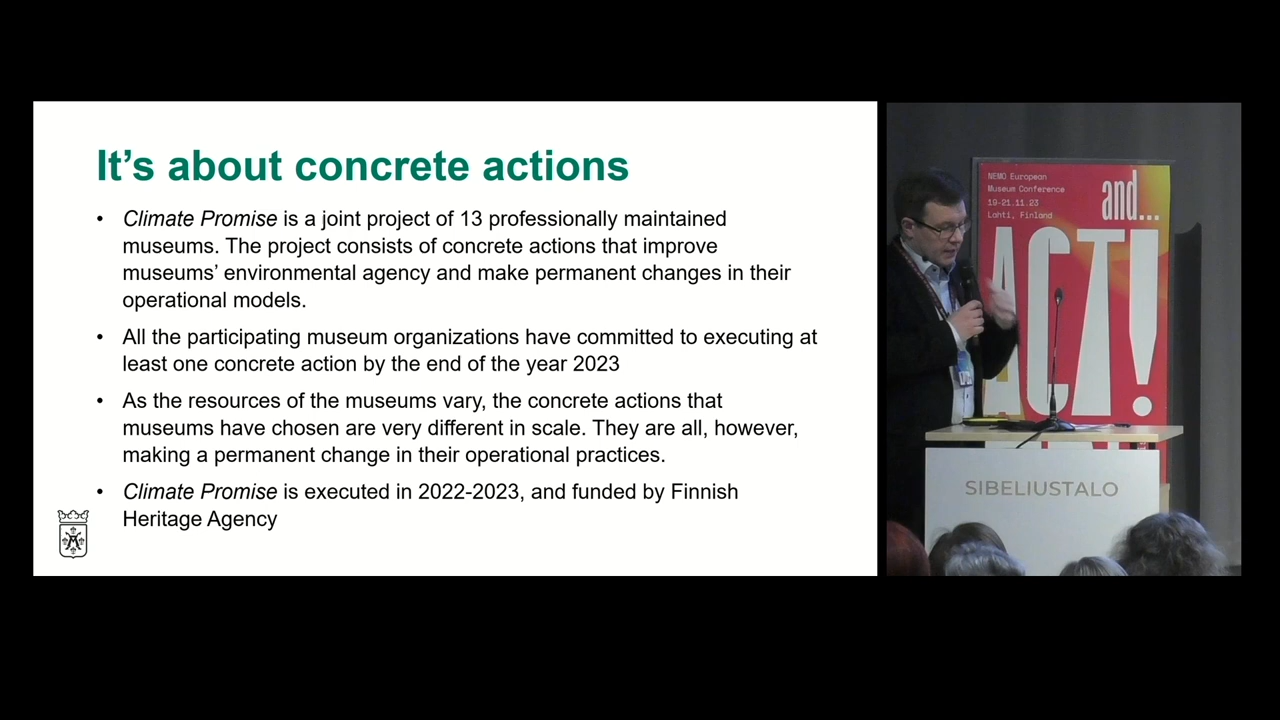 It's about concrete actions
• Climate Promise is a joint project of 13 professionally maintained
museums. The project consists of concrete actions that improve
museums' environmental agency and make permanent changes in their
operational models.
• All the participating museum organizations have committed to executing at
least one concrete action by the end of the year 2023
• As the resources of the museums vary, the concrete actions that
museums have chosen are very different in scale. They are all, however,
making a permanent change in their operational practices.
• Climate Promise is executed in 2022-2023, and funded by Finnish
Heritage Agency
NEMO European
Museum Conference
19-21.11.23
Lahti, Finland
and...
ACT!
SIBELIUSTALO